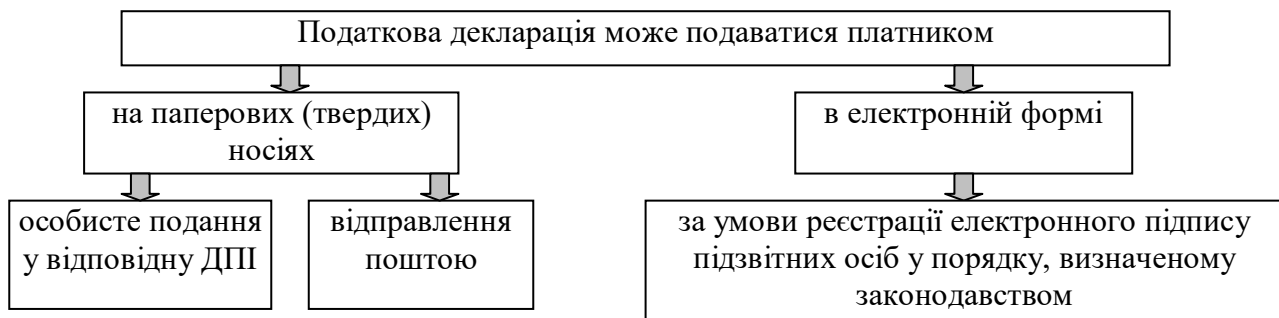 Податкова декларація може подаватися платником
на паперових (твердих)
носіях
в електронній формі
особисте подання
у відповідну ДПІ
відправлення
поштою
за умови реєстрації електронного підпису
підзвітних осіб у порядку, визначеному
законодавством